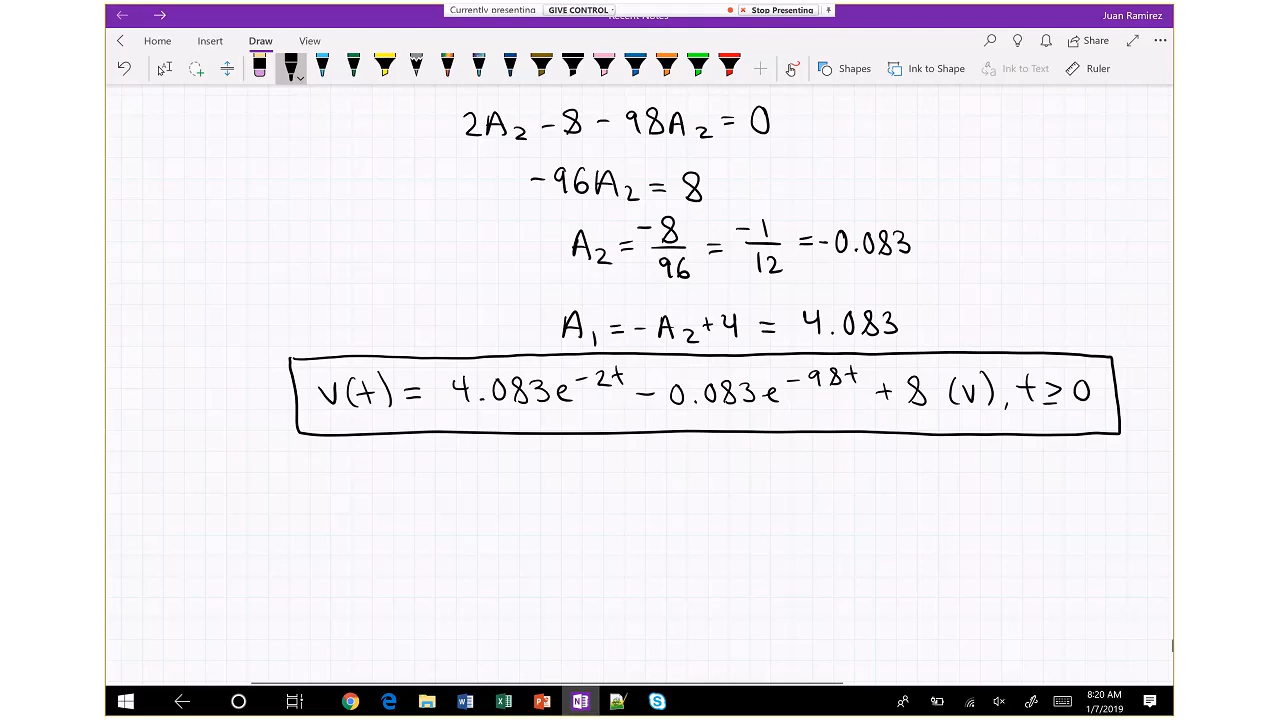 Currently presenting GIVE CONTROL Stop Presenting
Recent Notes Juan Ramirez
Home Insert Draw View Share
Shapes Ink to Shape Ink to Text Ruler
2A₂ - 8 - 98A₂ = 0
-96A₂ = 8
A₂ = -8/96 = -1/12 = -0.083
A₁ = -A₂+4 = 4.083
v(t) = 4.083e^(-2t) - 0.083e^(-98t) + 8 (v), t ≥ 0
8:20 AM
1/7/2019